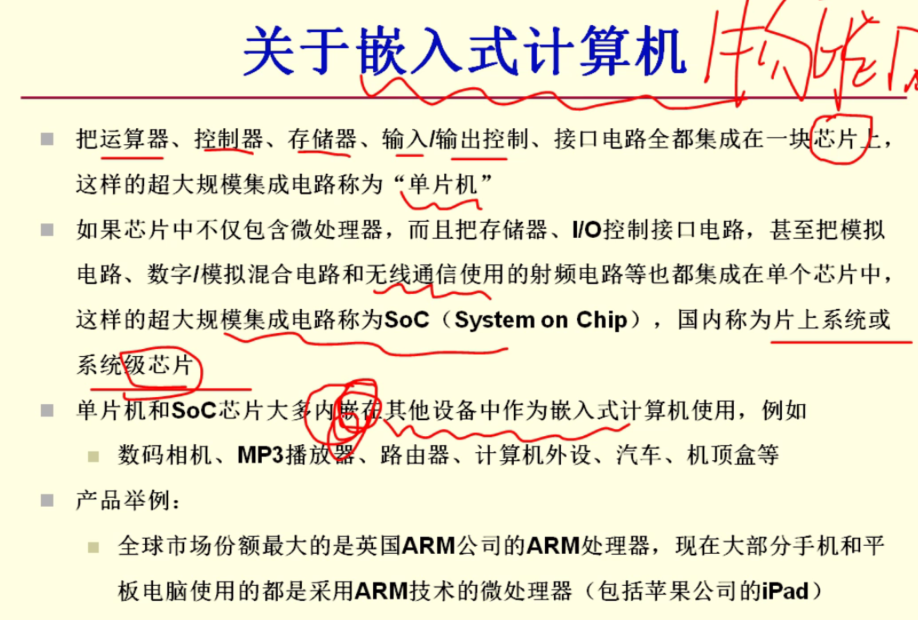 关于嵌入式计算机
把运算器、控制器、存储器、输入/输出控制、接口电路全都集成在一块芯片上，
这样的超大规模集成电路称为“单片机”
如果芯片中不仅包含微处理器，而且把存储器、I/O控制接口电路，甚至把模拟
电路、数字/模拟混合电路和无线通信使用的射频电路等也都集成在单个芯片中，
这样的超大规模集成电路称为SoC（System on Chip），国内称为片上系统或
系统级芯片
单片机和SoC芯片大多内嵌在其他设备中作为嵌入式计算机使用，例如
数码相机、MP3播放器、路由器、计算机外设、汽车、机顶盒等
产品举例：
全球市场份额最大的是英国ARM公司的ARM处理器，现在大部分手机和平
板电脑使用的都是采用ARM技术的微处理器（包括苹果公司的iPad）